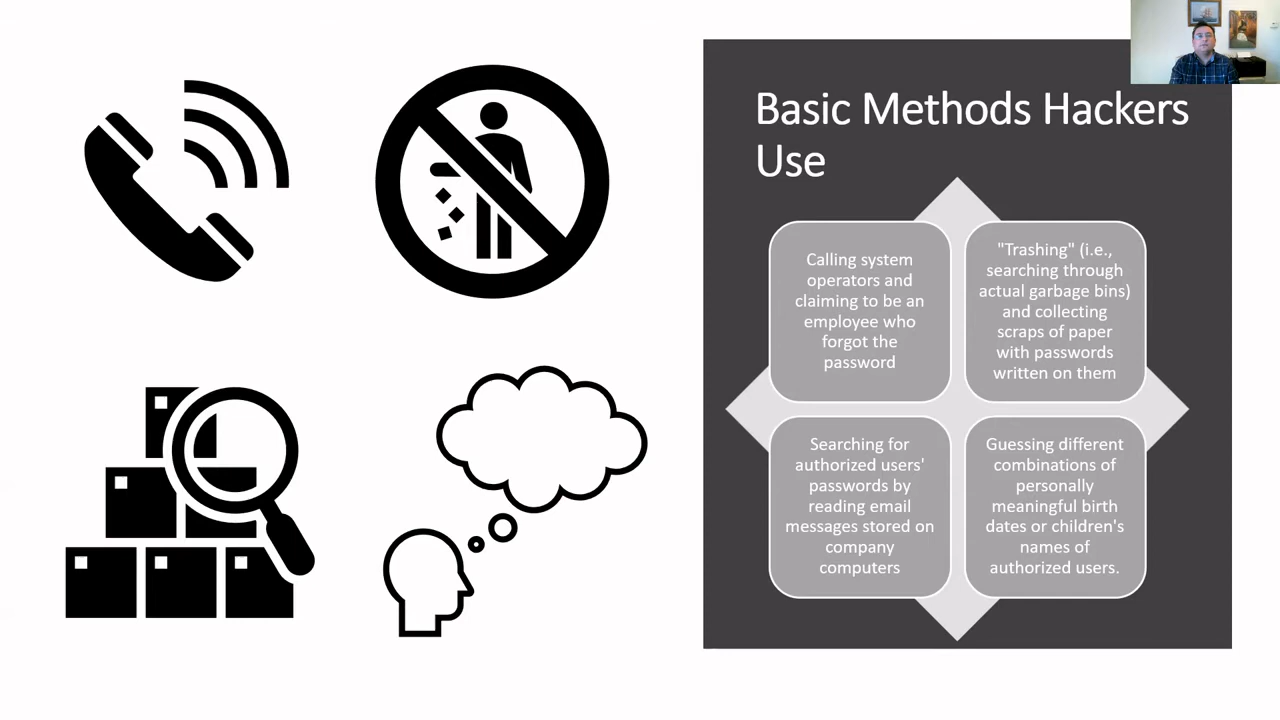 Basic Methods Hackers
Use
Calling system
operators and
claiming to be an
employee who
forgot the
password
"Trashing" (i.e.,
searching through
actual garbage bins)
and collecting
scraps of paper
with passwords
written on them
Searching for
authorized users'
passwords by
reading email
messages stored on
company
computers
Guessing different
combinations of
personally
meaningful birth
dates or children's
names of
authorized users.